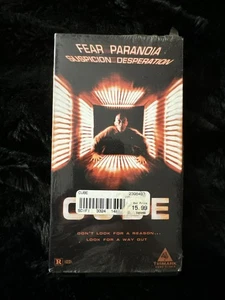 FEAR PARANOIA
SUSPICION DESPERATION
CUBE
15.99
C E
DON'T LOOK FOR A REASON...
LOOK FOR A WAY OUT
R
TRIMARK